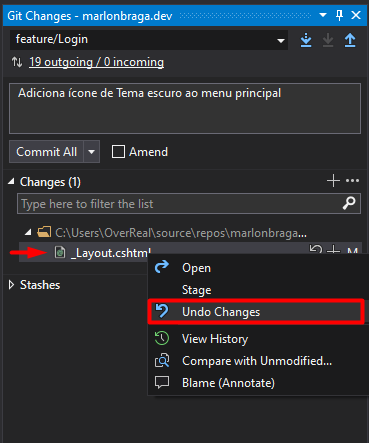 Git Changes - marlonbraga.dev
feature/Login
19 outgoing / 0 incoming
Adiciona ícone de Tema escuro ao menu principal
Commit All
Amend
Changes (1)
Type here to filter the list
C:\Users\OverReal\source\repos\marlonbraga...
_Layout.cshtml
M
Open
Stashes
Stage
Undo Changes
View History
Compare with Unmodified...
Blame (Annotate)